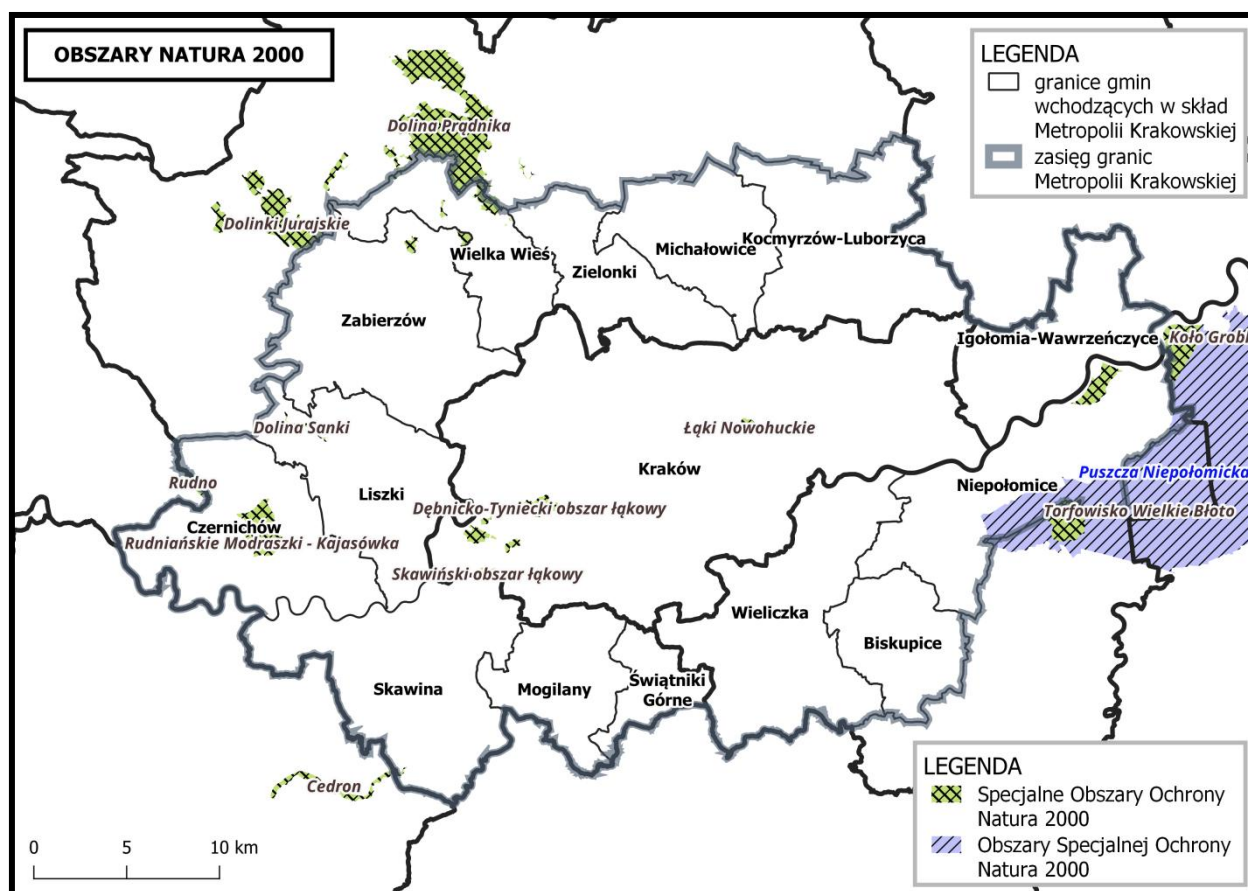 OBSZARY NATURA 2000
LEGENDA
granice gmin
wchodzących w skład
Metropolii Krakowskiej
zasięg granic
Metropolii Krakowskiej
Dolina Prądnika
Dolinki Jurajskie
Wielka Wieś
Zielonki
Michałowice
Kocmyrzów-Luborzyca
Zabierzów
Igołomia-Wawrzeńczyce
Koło Grobl
Dolina Sanki
Łąki Nowohuckie
Kraków
Rudno
Liszki
Puszcza Niepołomicka
Niepołomice
Dębnicko-Tyniecki obszar łąkowy
Torfowisko Wielkie Błoto
Czernichów
Rudniańskie Modraszki - Kajasówka
Skawiński obszar łąkowy
Wieliczka
Biskupice
Skawina
Mogilany
Świątniki
Górne
Cedron
LEGENDA
Specjalne Obszary Ochrony
Natura 2000
Obszary Specjalnej Ochrony
Natura 2000
0 5 10 km